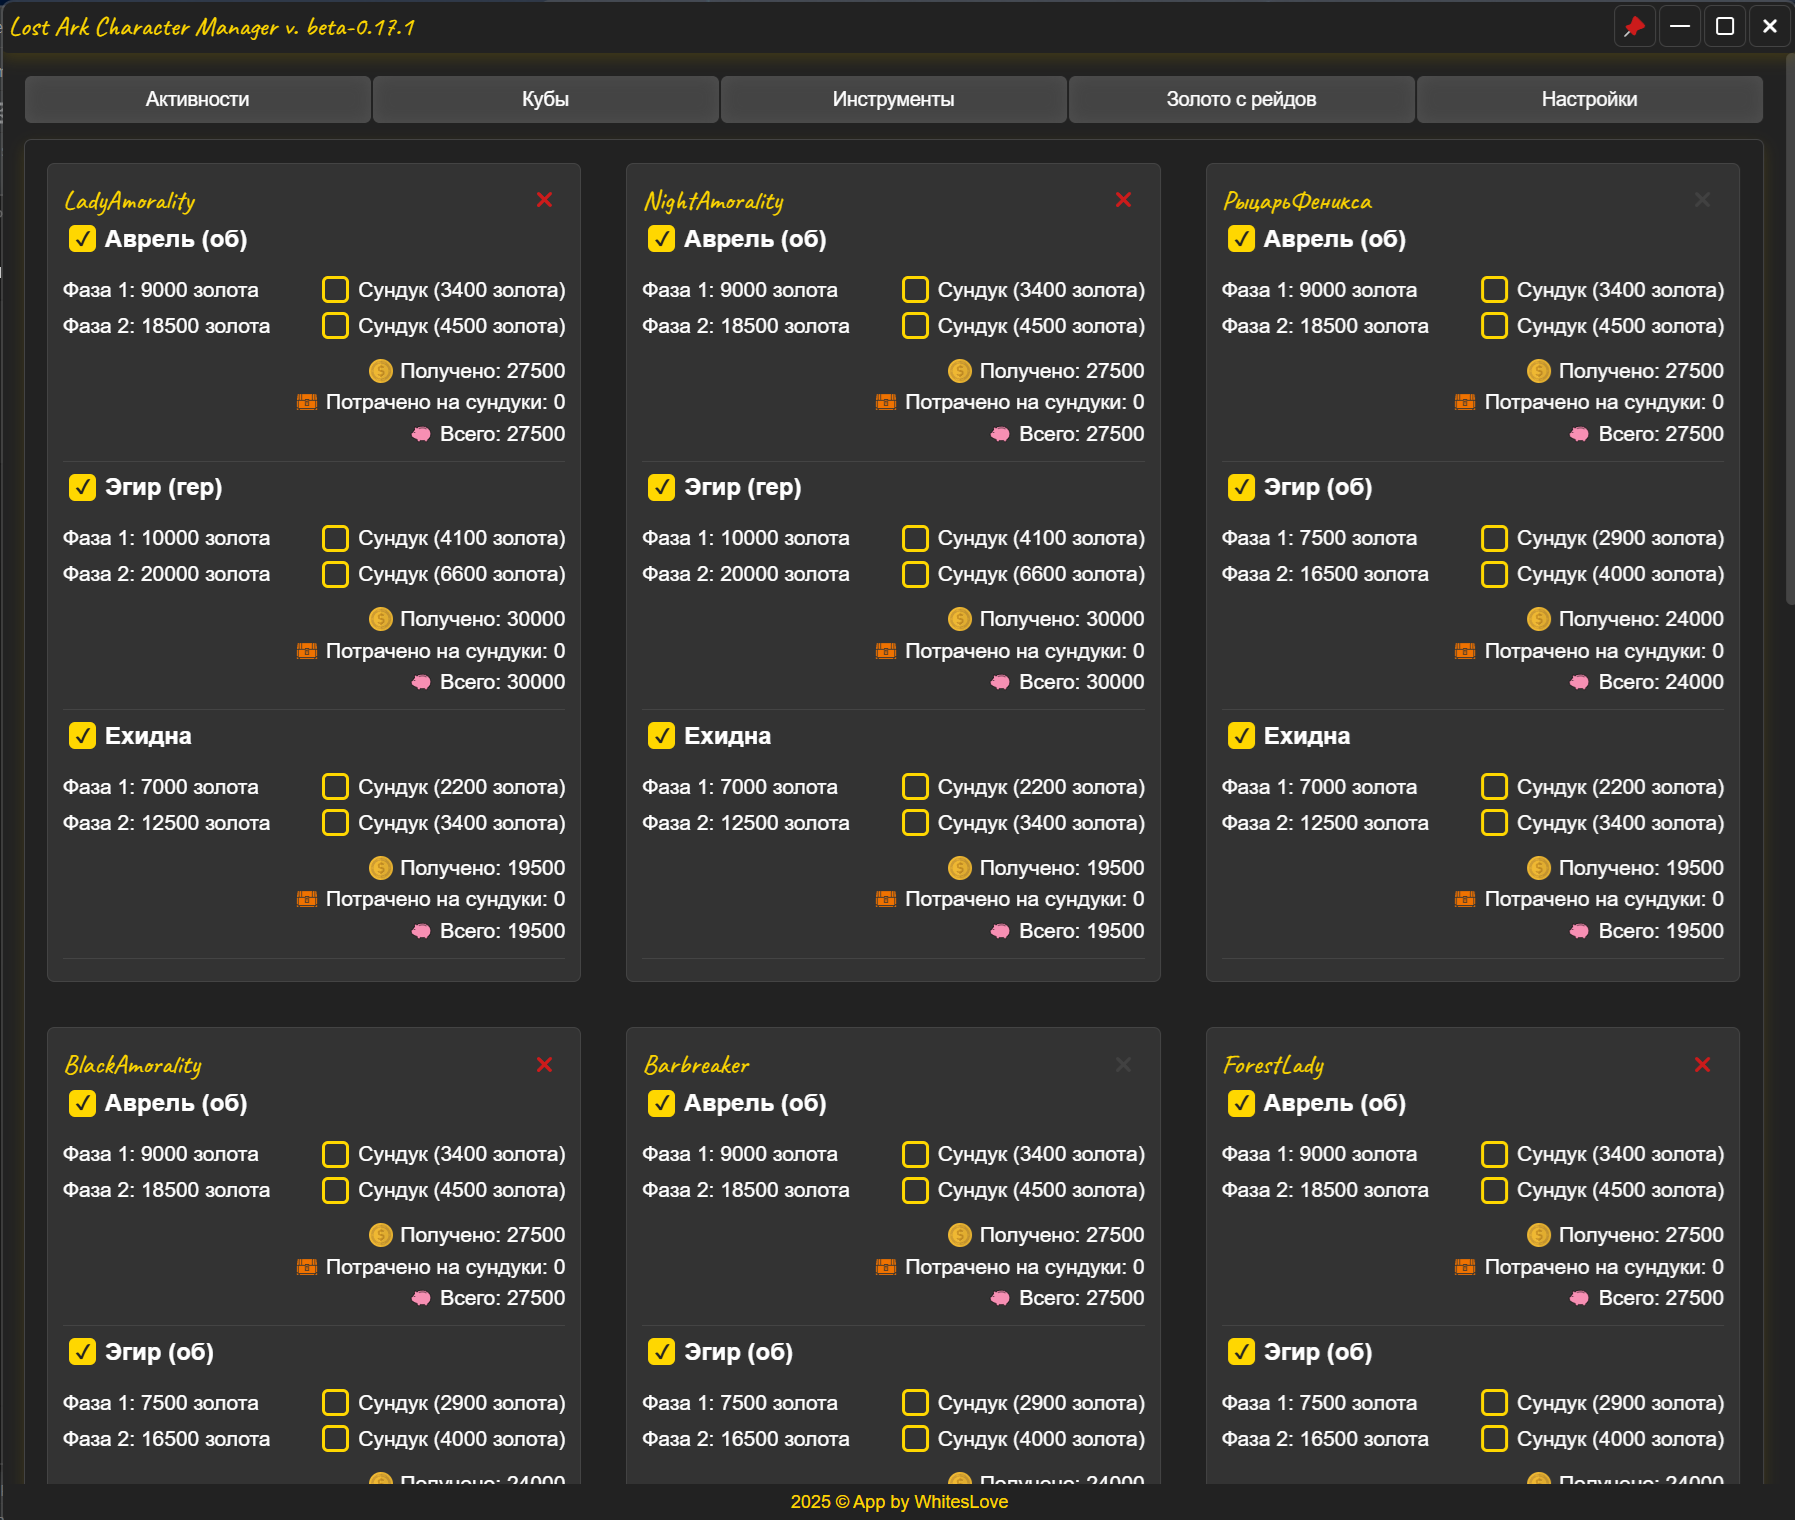 Lost Ark Character Manager v. beta-0.17.1
Активности
Кубы
Инструменты
Золото с рейдов
Настройки
LadyAmorality
Аврель (об)
Фаза 1: 9000 золота
Сундук (3400 золота)
Фаза 2: 18500 золота
Сундук (4500 золота)
Получено: 27500
Потрачено на сундуки: 0
Всего: 27500
Эгир (гер)
Фаза 1: 10000 золота
Сундук (4100 золота)
Фаза 2: 20000 золота
Сундук (6600 золота)
Получено: 30000
Потрачено на сундуки: 0
Всего: 30000
Ехидна
Фаза 1: 7000 золота
Сундук (2200 золота)
Фаза 2: 12500 золота
Сундук (3400 золота)
Получено: 19500
Потрачено на сундуки: 0
Всего: 19500
NightAmorality
Аврель (об)
Фаза 1: 9000 золота
Сундук (3400 золота)
Фаза 2: 18500 золота
Сундук (4500 золота)
Получено: 27500
Потрачено на сундуки: 0
Всего: 27500
Эгир (гер)
Фаза 1: 10000 золота
Сундук (4100 золота)
Фаза 2: 20000 золота
Сундук (6600 золота)
Получено: 30000
Потрачено на сундуки: 0
Всего: 30000
Ехидна
Фаза 1: 7000 золота
Сундук (2200 золота)
Фаза 2: 12500 золота
Сундук (3400 золота)
Получено: 19500
Потрачено на сундуки: 0
Всего: 19500
РыцарьФеникса
Аврель (об)
Фаза 1: 9000 золота
Сундук (3400 золота)
Фаза 2: 18500 золота
Сундук (4500 золота)
Получено: 27500
Потрачено на сундуки: 0
Всего: 27500
Эгир (об)
Фаза 1: 7500 золота
Сундук (2900 золота)
Фаза 2: 16500 золота
Сундук (4000 золота)
Получено: 24000
Потрачено на сундуки: 0
Всего: 24000
Ехидна
Фаза 1: 7000 золота
Сундук (2200 золота)
Фаза 2: 12500 золота
Сундук (3400 золота)
Получено: 19500
Потрачено на сундуки: 0
Всего: 19500
BlackAmorality
Аврель (об)
Фаза 1: 9000 золота
Сундук (3400 золота)
Фаза 2: 18500 золота
Сундук (4500 золота)
Получено: 27500
Потрачено на сундуки: 0
Всего: 27500
Эгир (об)
Фаза 1: 7500 золота
Сундук (2900 золота)
Фаза 2: 16500 золота
Сундук (4000 золота)
Получено: 24000
Barbreaker
Аврель (об)
Фаза 1: 9000 золота
Сундук (3400 золота)
Фаза 2: 18500 золота
Сундук (4500 золота)
Получено: 27500
Потрачено на сундуки: 0
Всего: 27500
Эгир (об)
Фаза 1: 7500 золота
Сундук (2900 золота)
Фаза 2: 16500 золота
Сундук (4000 золота)
Получено: 24000
ForestLady
Аврель (об)
Фаза 1: 9000 золота
Сундук (3400 золота)
Фаза 2: 18500 золота
Сундук (4500 золота)
Получено: 27500
Потрачено на сундуки: 0
Всего: 27500
Эгир (об)
Фаза 1: 7500 золота
Сундук (2900 золота)
Фаза 2: 16500 золота
Сундук (4000 золота)
Получено: 24000
2025 © App by WhitesLove